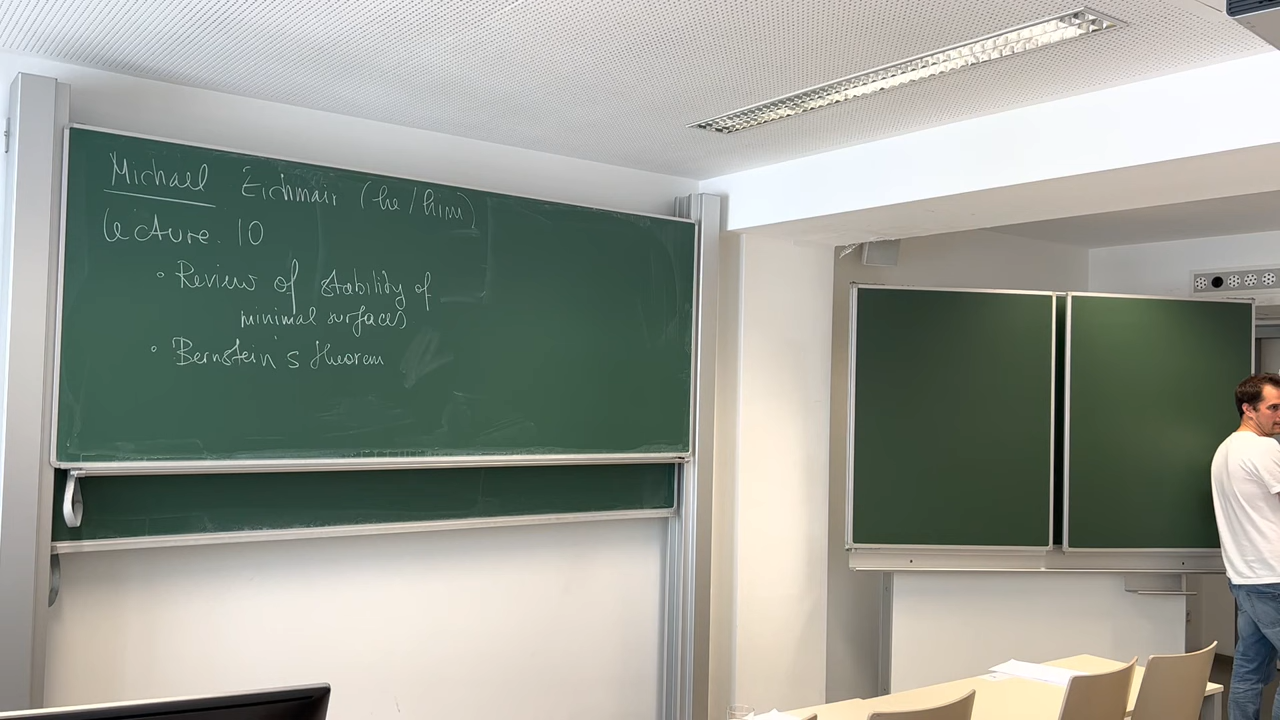 Michael Eichmair (he/him)
Lecture 10
◦ Review of stability of
minimal surfaces
◦ Bernstein's theorem